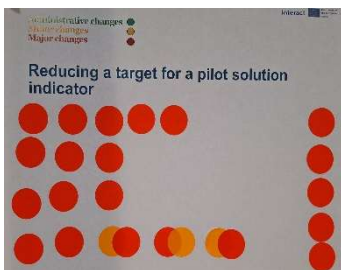 Administrative changes
Minor changes
Major changes
Interact
Reducing a target for a pilot solution
indicator